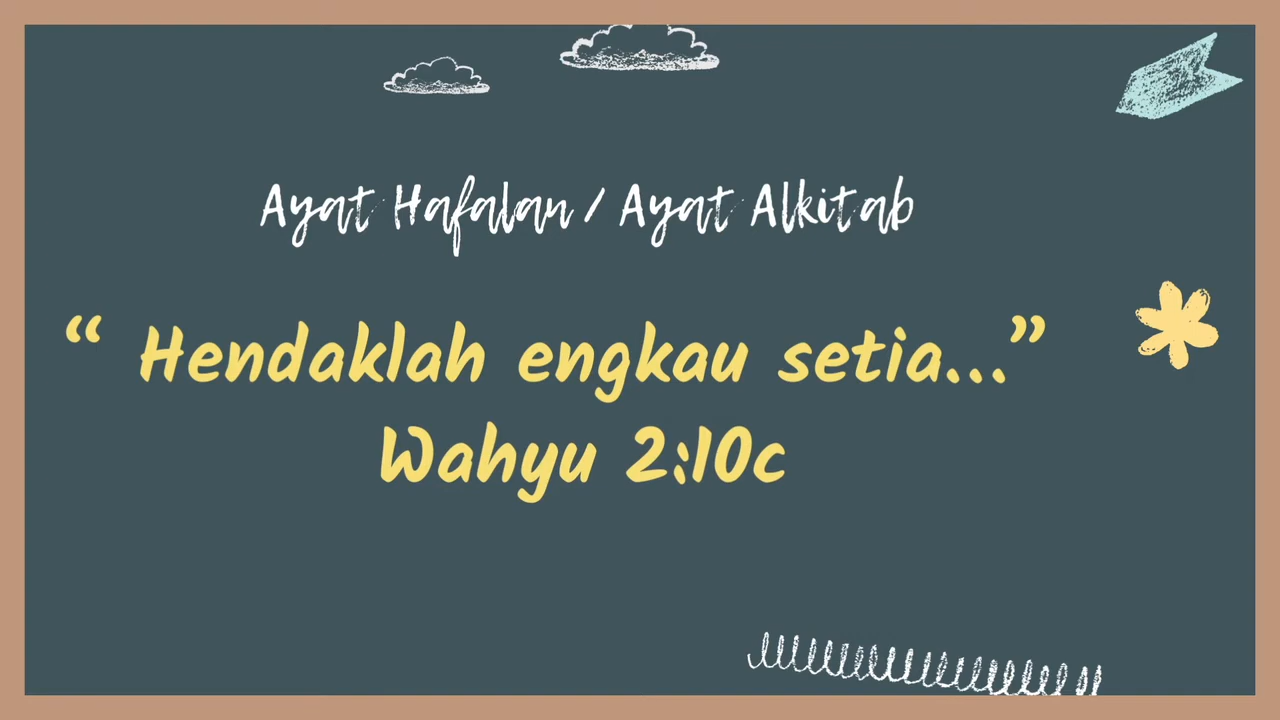 Ayat Hafalan / Ayat Alkitab
“ Hendaklah engkau setia...”
Wahyu 2:10c